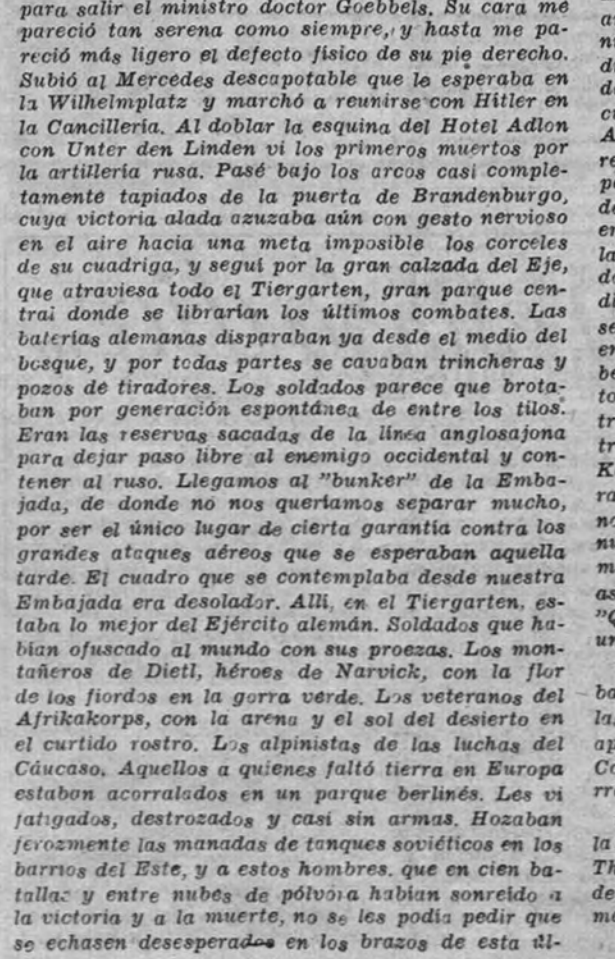 para salir el ministro doctor Goebbels. Su cara me
pareció tan serena como siempre, y hasta me pa-
reció más ligero el defecto físico de su pie derecho.
Subió al Mercedes descapotable que le esperaba en
la Wilhelmplatz y marchó a reunirse con Hitler en
la Cancillería. Al doblar la esquina del Hotel Adlon
con Unter den Linden vi los primeros muertos por
la artillería rusa. Pasé bajo los arcos casi comple-
tamente tapiados de la puerta de Brandenburgo,
cuya victoria alada azuzaba aún con gesto nervioso
en el aire hacia una meta imposible los corceles
de su cuadriga, y seguí por la gran calzada del Eje,
que atraviesa todo el Tiergarten, gran parque cen-
tral donde se librarían los últimos combates. Las
baterías alemanas disparaban ya desde el medio del
bosque, y por todas partes se cavaban trincheras y
pozos de tiradores. Los soldados parece que brota-
ban por generación espontánea de entre los tilos.
Eran las reservas sacadas de la línea anglosajona
para dejar paso libre al enemigo occidental y con-
tener al ruso. Llegamos al "bunker" de la Emba-
jada, de donde no nos queríamos separar mucho,
por ser el único lugar de cierta garantía contra los
grandes ataques aéreos que se esperaban aquella
tarde. El cuadro que se contemplaba desde nuestra
Embajada era desolador. Allí, en el Tiergarten, es-
taba lo mejor del Ejército alemán. Soldados que ha-
bían ofuscado al mundo con sus proezas. Los mon-
tañeros de Dietl, héroes de Narvick, con la flor
de los fiordos en la gorra verde. Los veteranos del
Afrikakorps, con la arena y el sol del desierto en
el curtido rostro. Los alpinistas de las luchas del
Cáucaso. Aquellos a quienes faltó tierra en Europa
estaban acorralados en un parque berlinés. Les vi
fatigados, destrozados y casi sin armas. Hozaban
ferozmente las manadas de tanques soviéticos en los
barrios del Este, y a estos hombres, que en cien ba-
tallas y entre nubes de pólvora habían sonreído a
la victoria y a la muerte, no se les podía pedir que
se echasen desesperados en los brazos de esta úl-